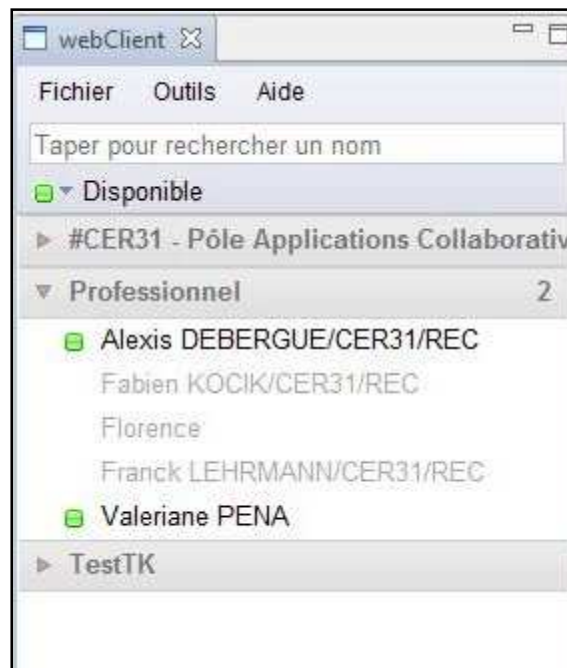 webClient
Fichier Outils Aide
Taper pour rechercher un nom
Disponible
#CER31 - Pôle Applications Collaborativ
Professionnel 2
Alexis DEBERGUE/CER31/REC
Fabien KOCIK/CER31/REC
Florence
Franck LEHRMANN/CER31/REC
Valeriane PENA
TestTK